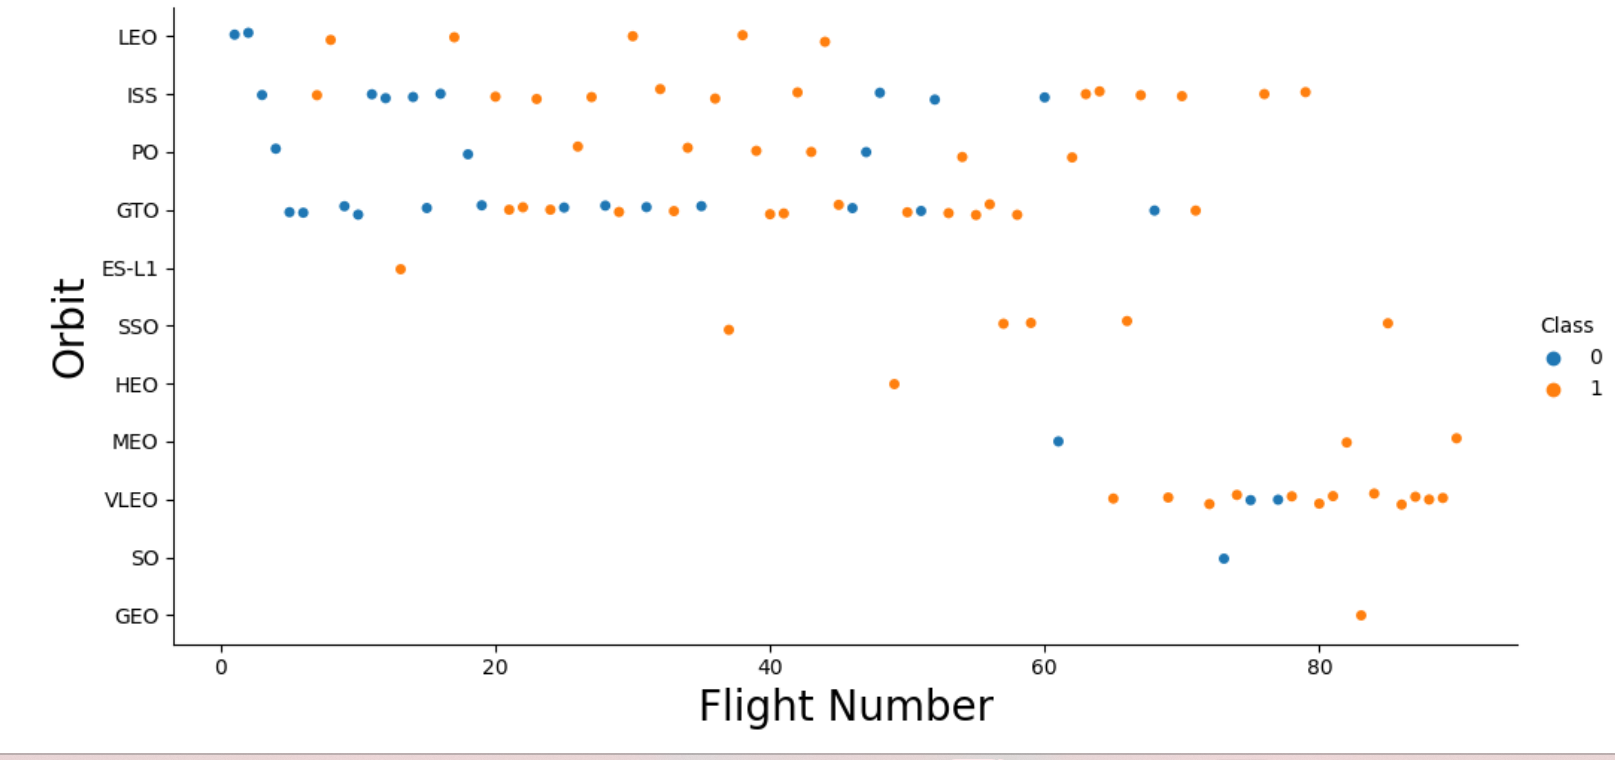 LEO
ISS
PO
GTO
ES-L1
SSO
HEO
MEO
VLEO
SO
GEO
Orbit
0 20 40 60 80
Flight Number
Class
0
1